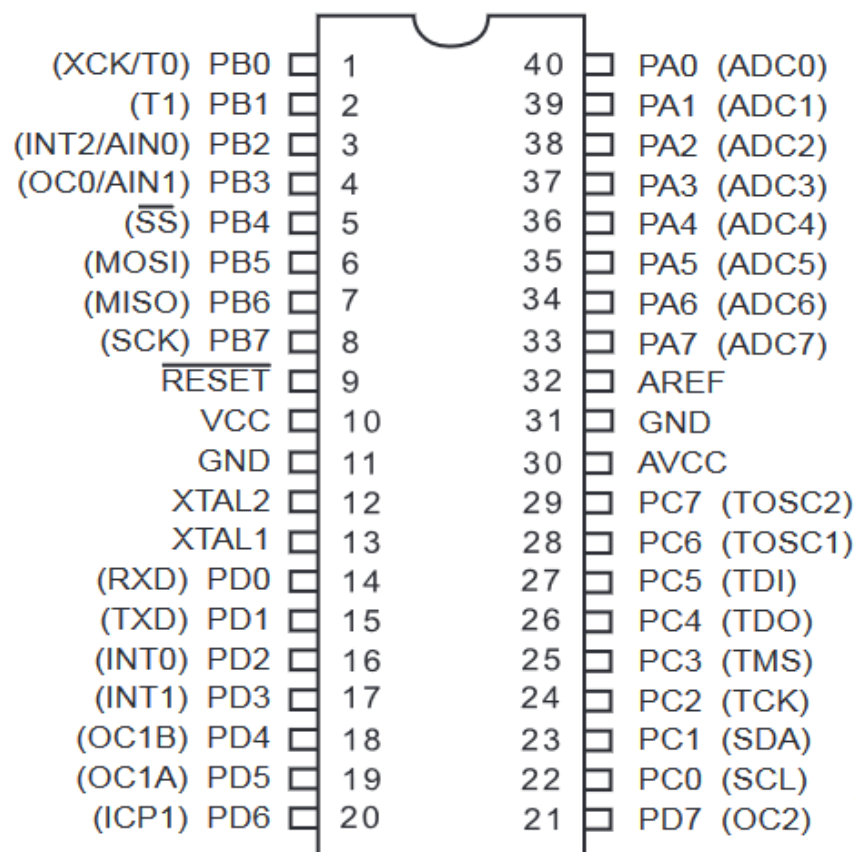 (XCK/T0) PB0 1 40 PA0 (ADC0)
(T1) PB1 2 39 PA1 (ADC1)
(INT2/AIN0) PB2 3 38 PA2 (ADC2)
(OC0/AIN1) PB3 4 37 PA3 (ADC3)
(S̅S̅) PB4 5 36 PA4 (ADC4)
(MOSI) PB5 6 35 PA5 (ADC5)
(MISO) PB6 7 34 PA6 (ADC6)
(SCK) PB7 8 33 PA7 (ADC7)
R̅E̅S̅E̅T̅ 9 32 AREF
VCC 10 31 GND
GND 11 30 AVCC
XTAL2 12 29 PC7 (TOSC2)
XTAL1 13 28 PC6 (TOSC1)
(RXD) PD0 14 27 PC5 (TDI)
(TXD) PD1 15 26 PC4 (TDO)
(INT0) PD2 16 25 PC3 (TMS)
(INT1) PD3 17 24 PC2 (TCK)
(OC1B) PD4 18 23 PC1 (SDA)
(OC1A) PD5 19 22 PC0 (SCL)
(ICP1) PD6 20 21 PD7 (OC2)